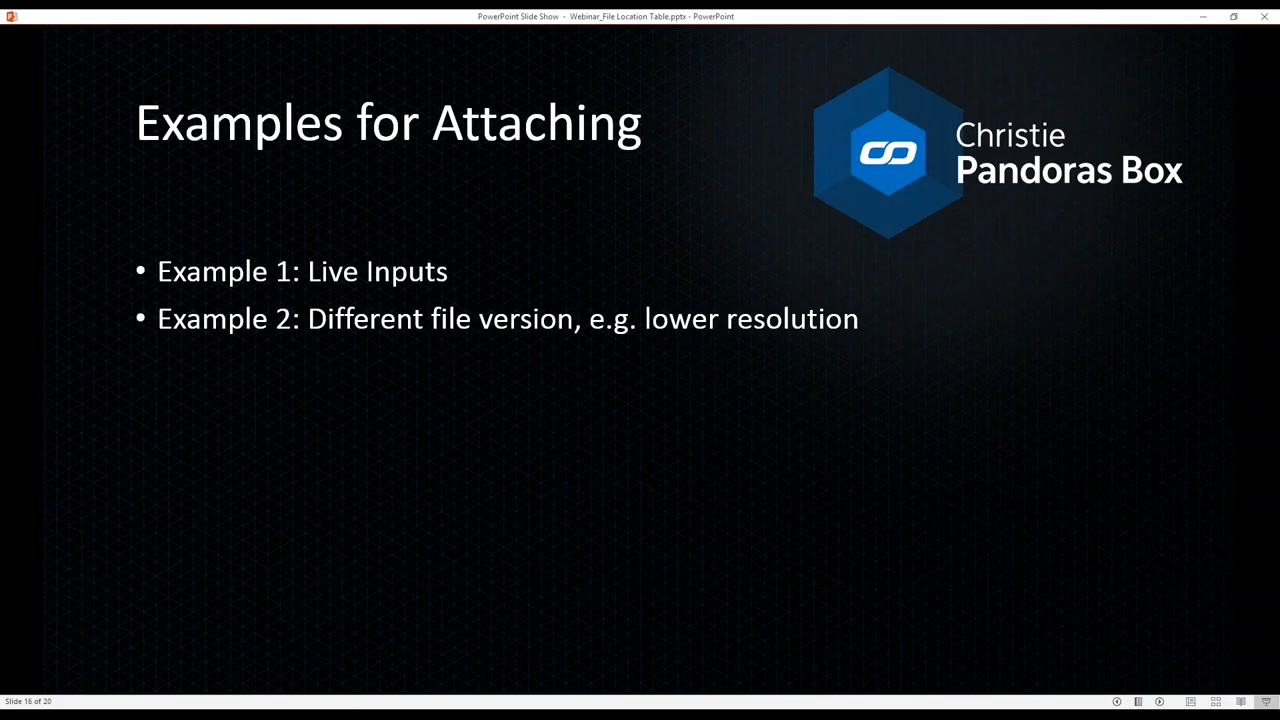 PowerPoint Slide Show - Webinar_File Location Table.pptx - PowerPoint
Examples for Attaching
Christie
Pandoras Box
• Example 1: Live Inputs
• Example 2: Different file version, e.g. lower resolution
Slide 16 of 20